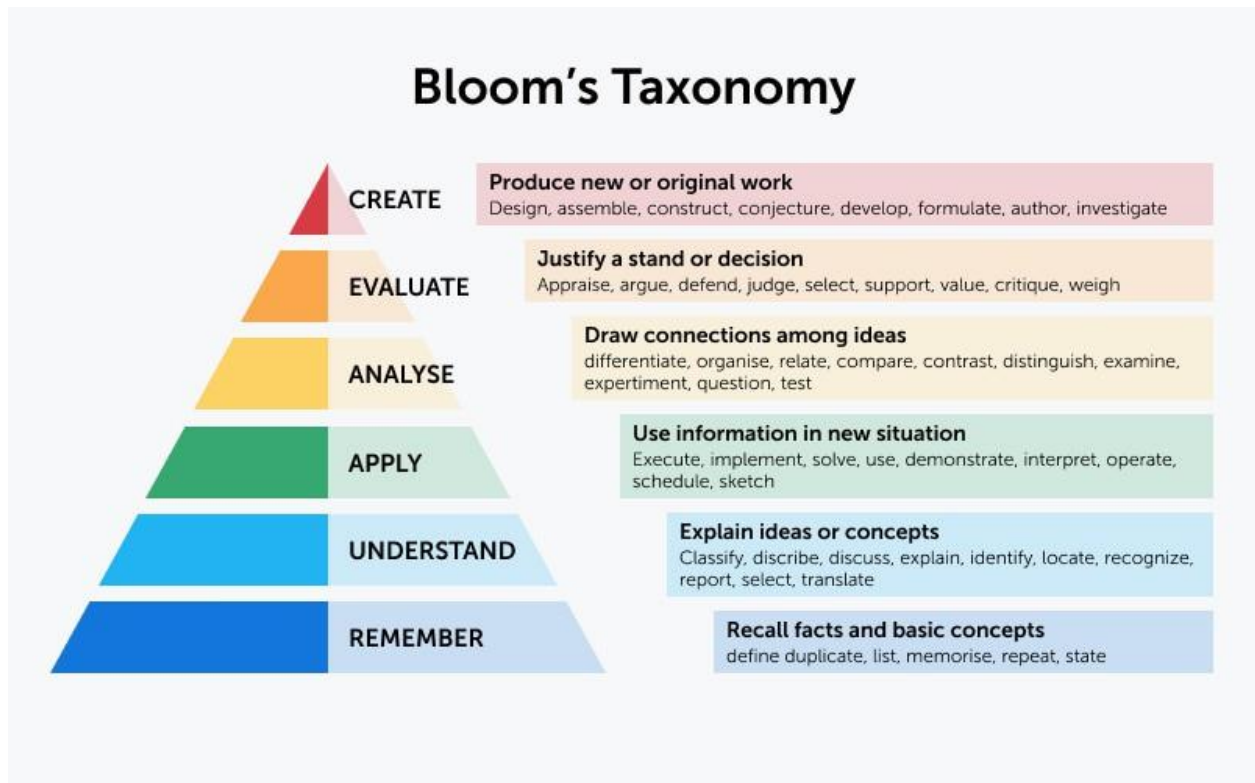 Bloom's Taxonomy
CREATE
Produce new or original work
Design, assemble, construct, conjecture, develop, formulate, author, investigate
EVALUATE
Justify a stand or decision
Appraise, argue, defend, judge, select, support, value, critique, weigh
ANALYSE
Draw connections among ideas
differentiate, organise, relate, compare, contrast, distinguish, examine,
expertiment, question, test
APPLY
Use information in new situation
Execute, implement, solve, use, demonstrate, interpret, operate,
schedule, sketch
UNDERSTAND
Explain ideas or concepts
Classify, discribe, discuss, explain, identify, locate, recognize,
report, select, translate
REMEMBER
Recall facts and basic concepts
define duplicate, list, memorise, repeat, state